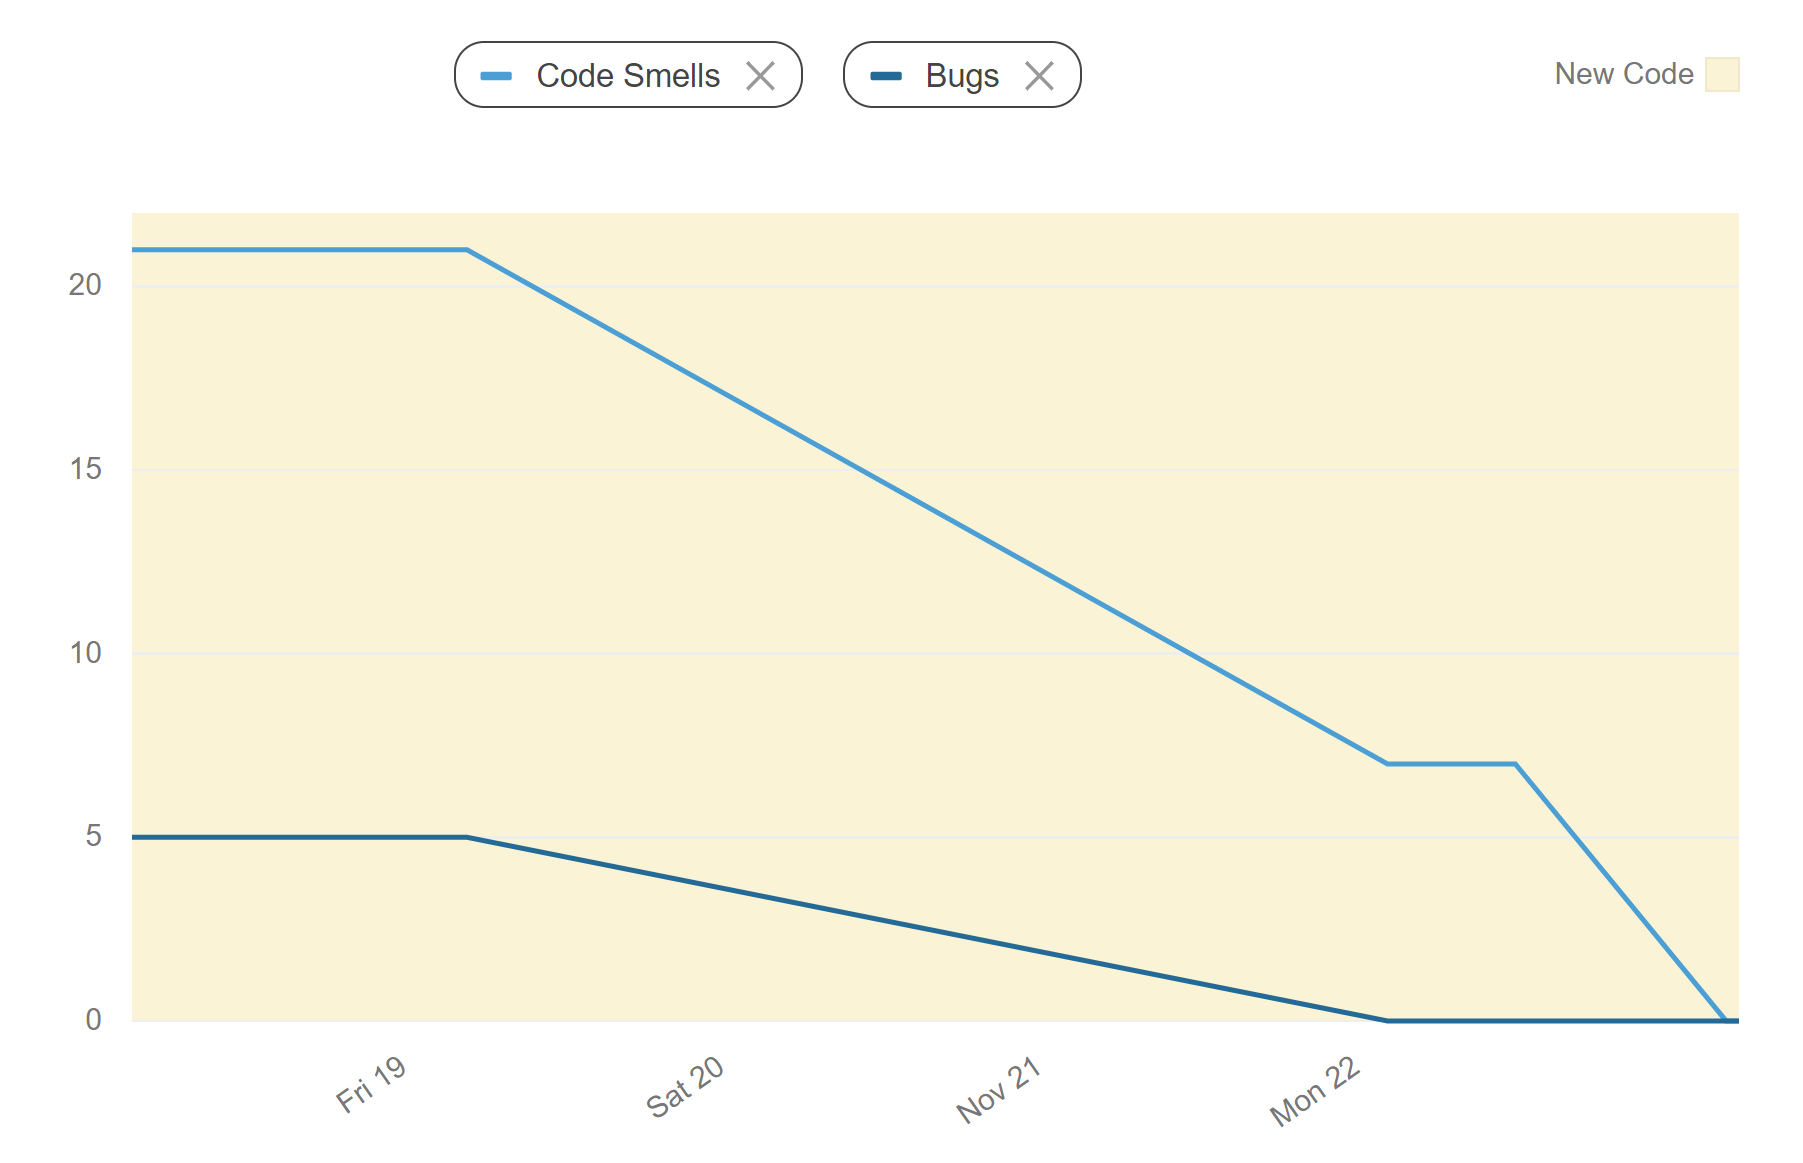 Code Smells
Bugs
New Code
20
15
10
5
0
Fri 19
Sat 20
Nov 21
Mon 22